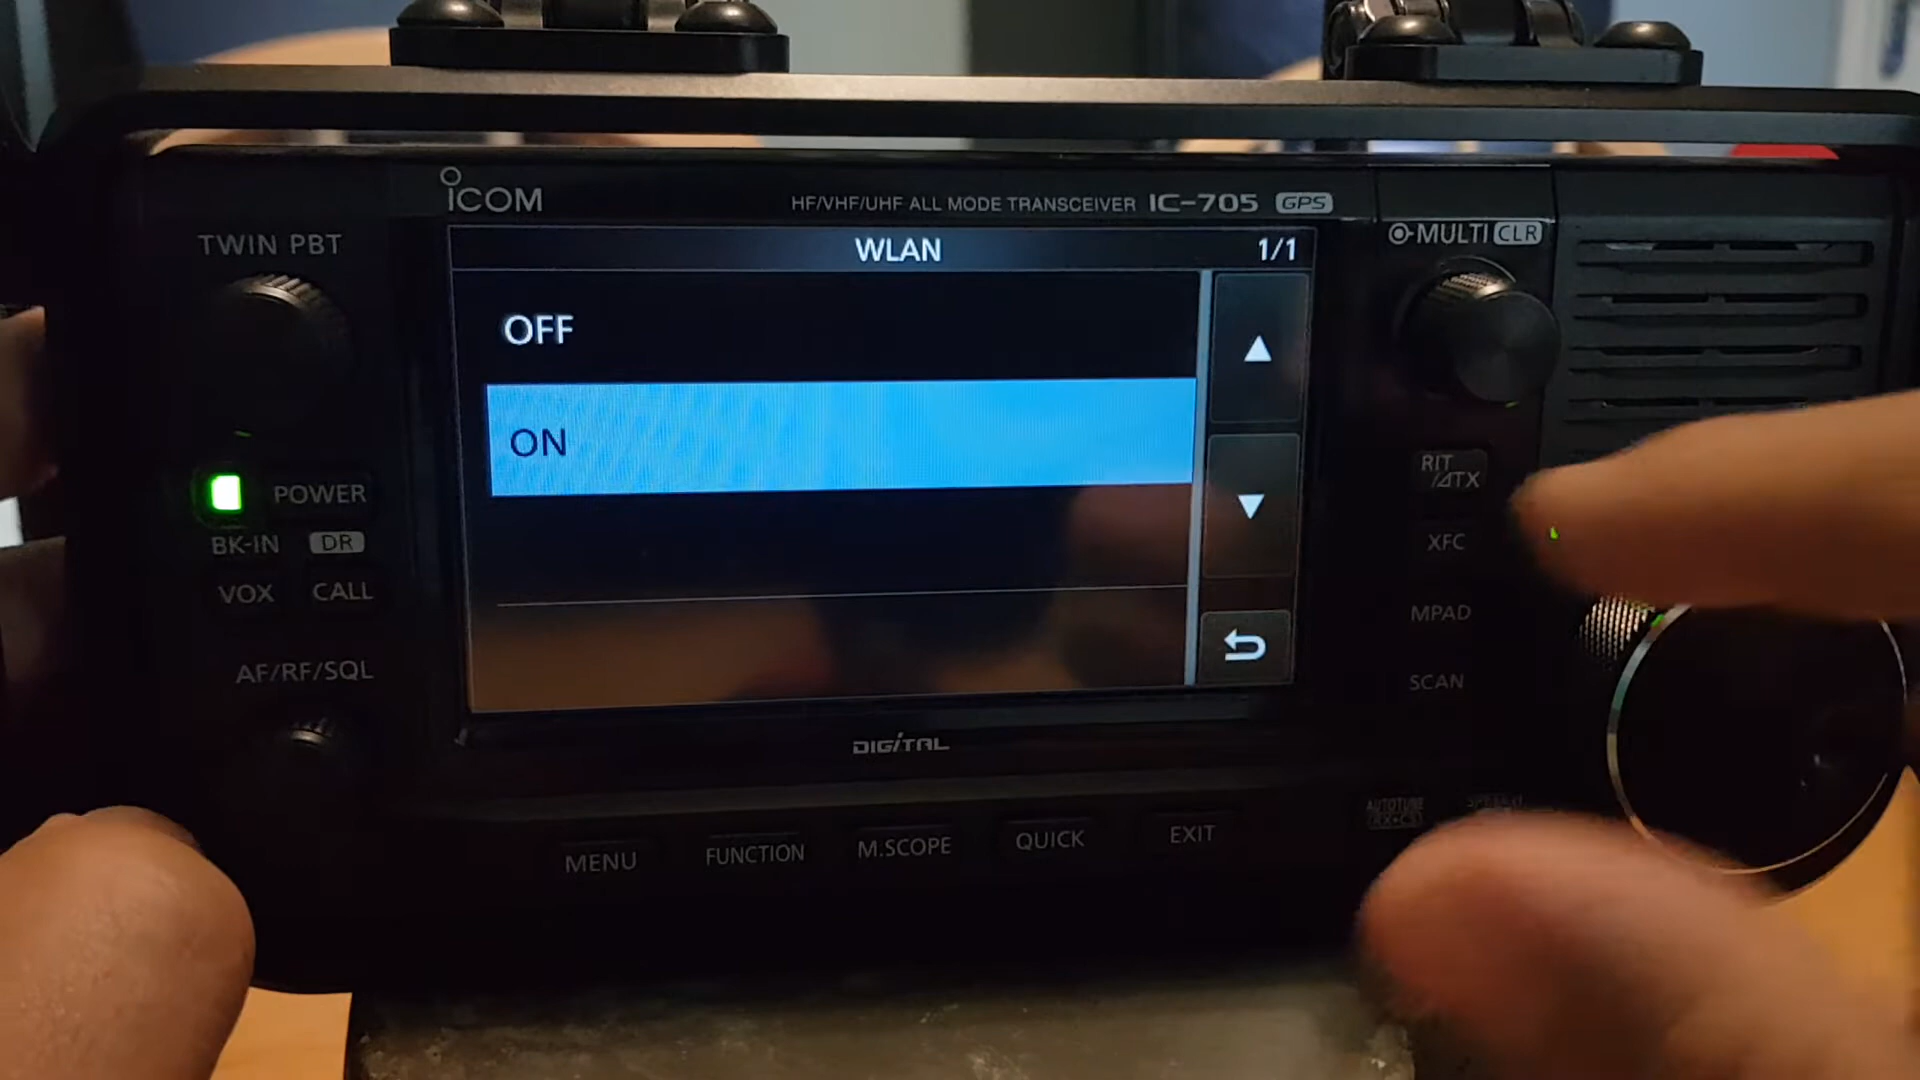 ICOM
HF/VHF/UHF ALL MODE TRANSCEIVER IC-705 GPS
TWIN PBT
WLAN 1/1
MULTI CLR
OFF
ON
POWER
BK-IN DR
VOX CALL
AF/RF/SQL
RIT
/⊿TX
XFC
MPAD
SCAN
DIGITAL
MENU FUNCTION M.SCOPE QUICK EXIT
AUTOTUNE